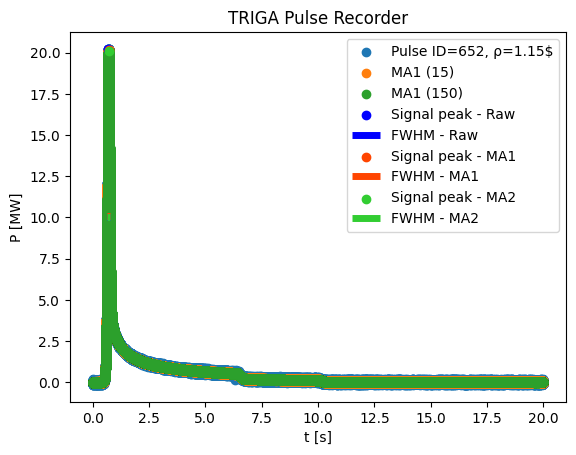 TRIGA Pulse Recorder
P [MW]
20.0
17.5
15.0
12.5
10.0
7.5
5.0
2.5
0.0
Pulse ID=652, ρ=1.15$
MA1 (15)
MA1 (150)
Signal peak - Raw
FWHM - Raw
Signal peak - MA1
FWHM - MA1
Signal peak - MA2
FWHM - MA2
0.0 2.5 5.0 7.5 10.0 12.5 15.0 17.5 20.0
t [s]